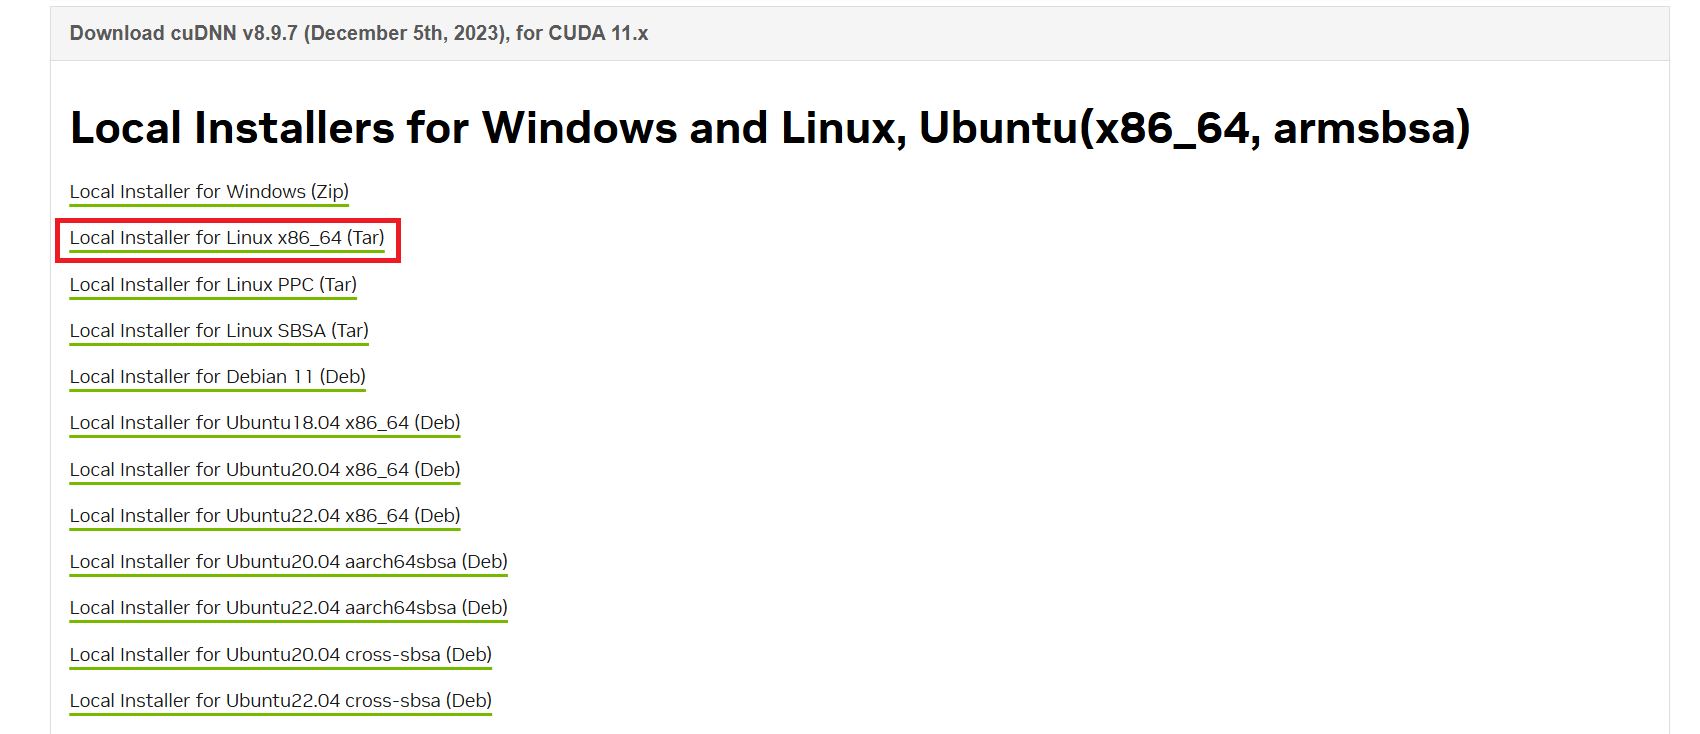 Download cuDNN v8.9.7 (December 5th, 2023), for CUDA 11.x
Local Installers for Windows and Linux, Ubuntu(x86_64, armsbsa)
Local Installer for Windows (Zip)
Local Installer for Linux x86_64 (Tar)
Local Installer for Linux PPC (Tar)
Local Installer for Linux SBSA (Tar)
Local Installer for Debian 11 (Deb)
Local Installer for Ubuntu18.04 x86_64 (Deb)
Local Installer for Ubuntu20.04 x86_64 (Deb)
Local Installer for Ubuntu22.04 x86_64 (Deb)
Local Installer for Ubuntu20.04 aarch64sbsa (Deb)
Local Installer for Ubuntu22.04 aarch64sbsa (Deb)
Local Installer for Ubuntu20.04 cross-sbsa (Deb)
Local Installer for Ubuntu22.04 cross-sbsa (Deb)